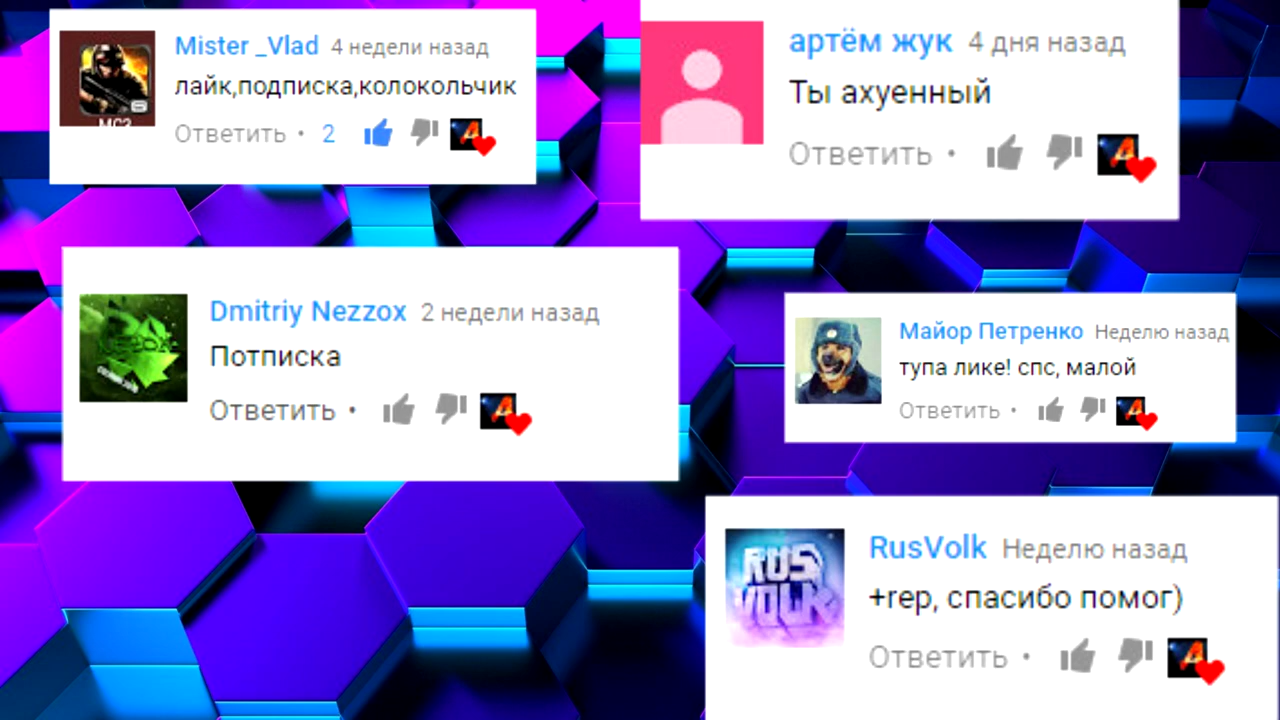 Mister _Vlad 4 недели назад
лайк,подписка,колокольчик
Ответить • 2
артём жук 4 дня назад
Ты ахуенный
Ответить •
Dmitriy Nezzox 2 недели назад
Потписка
Ответить •
Майор Петренко Неделю назад
тупа лике! спс, малой
Ответить •
RUS
VOLK
RusVolk Неделю назад
+rep, спасибо помог)
Ответить •